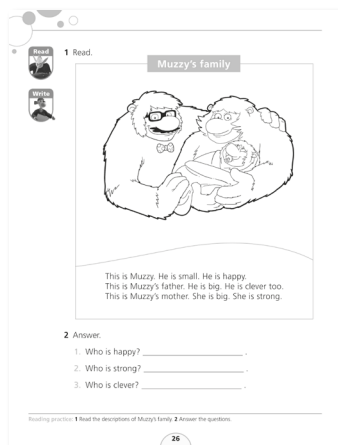 Read
1 Read.
Muzzy's family
Write
This is Muzzy. He is small. He is happy.
This is Muzzy's father. He is big. He is clever too.
This is Muzzy's mother. She is big. She is strong.
2 Answer.
1. Who is happy? ____________________ .
2. Who is strong? ____________________ .
3. Who is clever? ____________________ .
Reading practice: 1 Read the descriptions of Muzzy's family. 2 Answer the questions.
26